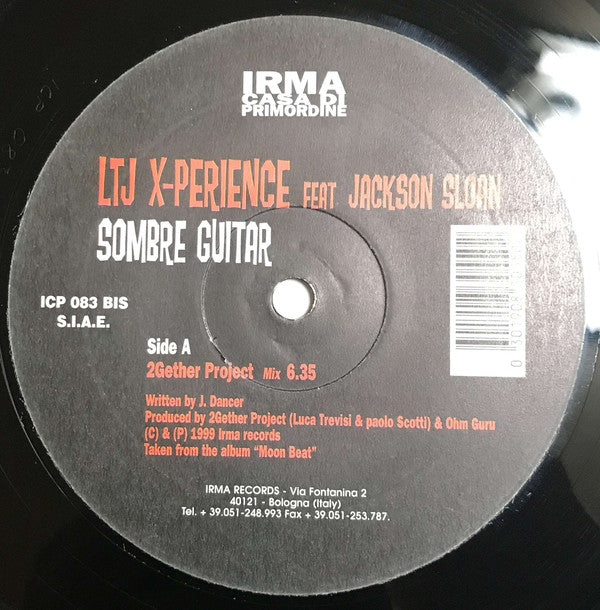 IRMA
CASA DI
PRIMORDINE
LTJ X-PERIENCE FEAT JACKSON SLOAN
SOMBRE GUITAR
ICP 083 BIS
S.I.A.E.
Side A
2Gether Project Mix 6.35
Written by J. Dancer
Produced by 2Gether Project (Luca Trevisi & paolo Scotti) & Ohm Guru
(C) & (P) 1999 Irma records
Taken from the album “Moon Beat”
IRMA RECORDS - Via Fontanina 2
40121 - Bologna (Italy)
Tel. + 39.051-248.993 Fax + 39.051-253.787.